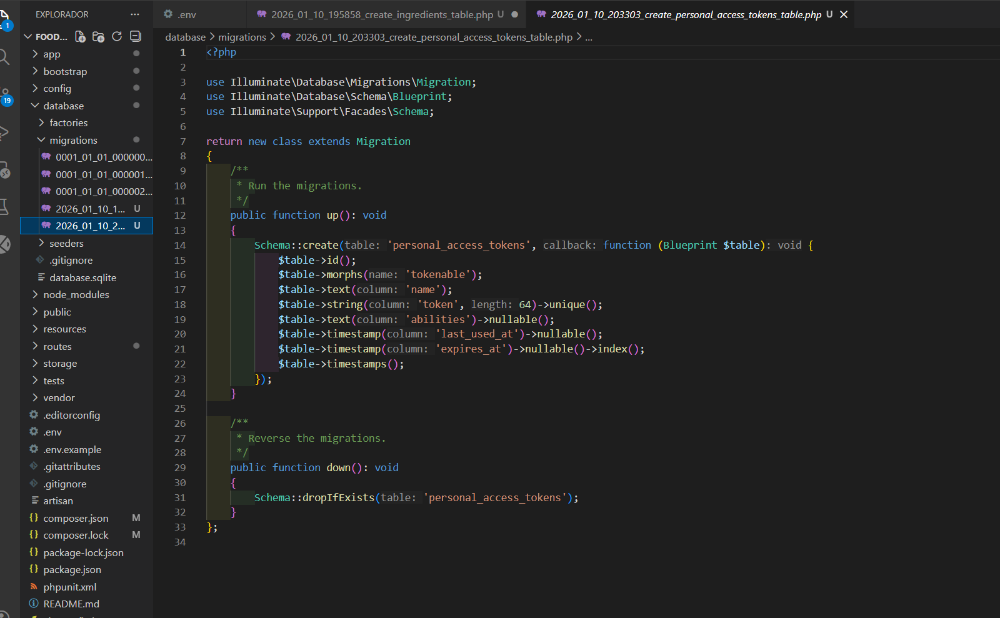 EXPLORADOR ...
.env
2026_01_10_195858_create_ingredients_table.php U
2026_01_10_203303_create_personal_access_tokens_table.php U
1
19
FOOD...
app
bootstrap
config
database
factories
migrations
0001_01_01_000000...
0001_01_01_000001...
0001_01_01_000002...
2026_01_10_1... U
2026_01_10_2... U
seeders
.gitignore
database.sqlite
node_modules
public
resources
routes
storage
tests
vendor
.editorconfig
.env
.env.example
.gitattributes
.gitignore
artisan
composer.json M
composer.lock M
package-lock.json
package.json
phpunit.xml
README.md
database > migrations > 2026_01_10_203303_create_personal_access_tokens_table.php > ...
1 <?php
2
3 use Illuminate\Database\Migrations\Migration;
4 use Illuminate\Database\Schema\Blueprint;
5 use Illuminate\Support\Facades\Schema;
6
7 return new class extends Migration
8 {
9 /**
10 * Run the migrations.
11 */
12 public function up(): void
13 {
14 Schema::create(table: 'personal_access_tokens', callback: function (Blueprint $table): void {
15 $table->id();
16 $table->morphs(name: 'tokenable');
17 $table->text(column: 'name');
18 $table->string(column: 'token', length: 64)->unique();
19 $table->text(column: 'abilities')->nullable();
20 $table->timestamp(column: 'last_used_at')->nullable();
21 $table->timestamp(column: 'expires_at')->nullable()->index();
22 $table->timestamps();
23 });
24 }
25
26 /**
27 * Reverse the migrations.
28 */
29 public function down(): void
30 {
31 Schema::dropIfExists(table: 'personal_access_tokens');
32 }
33 };
34